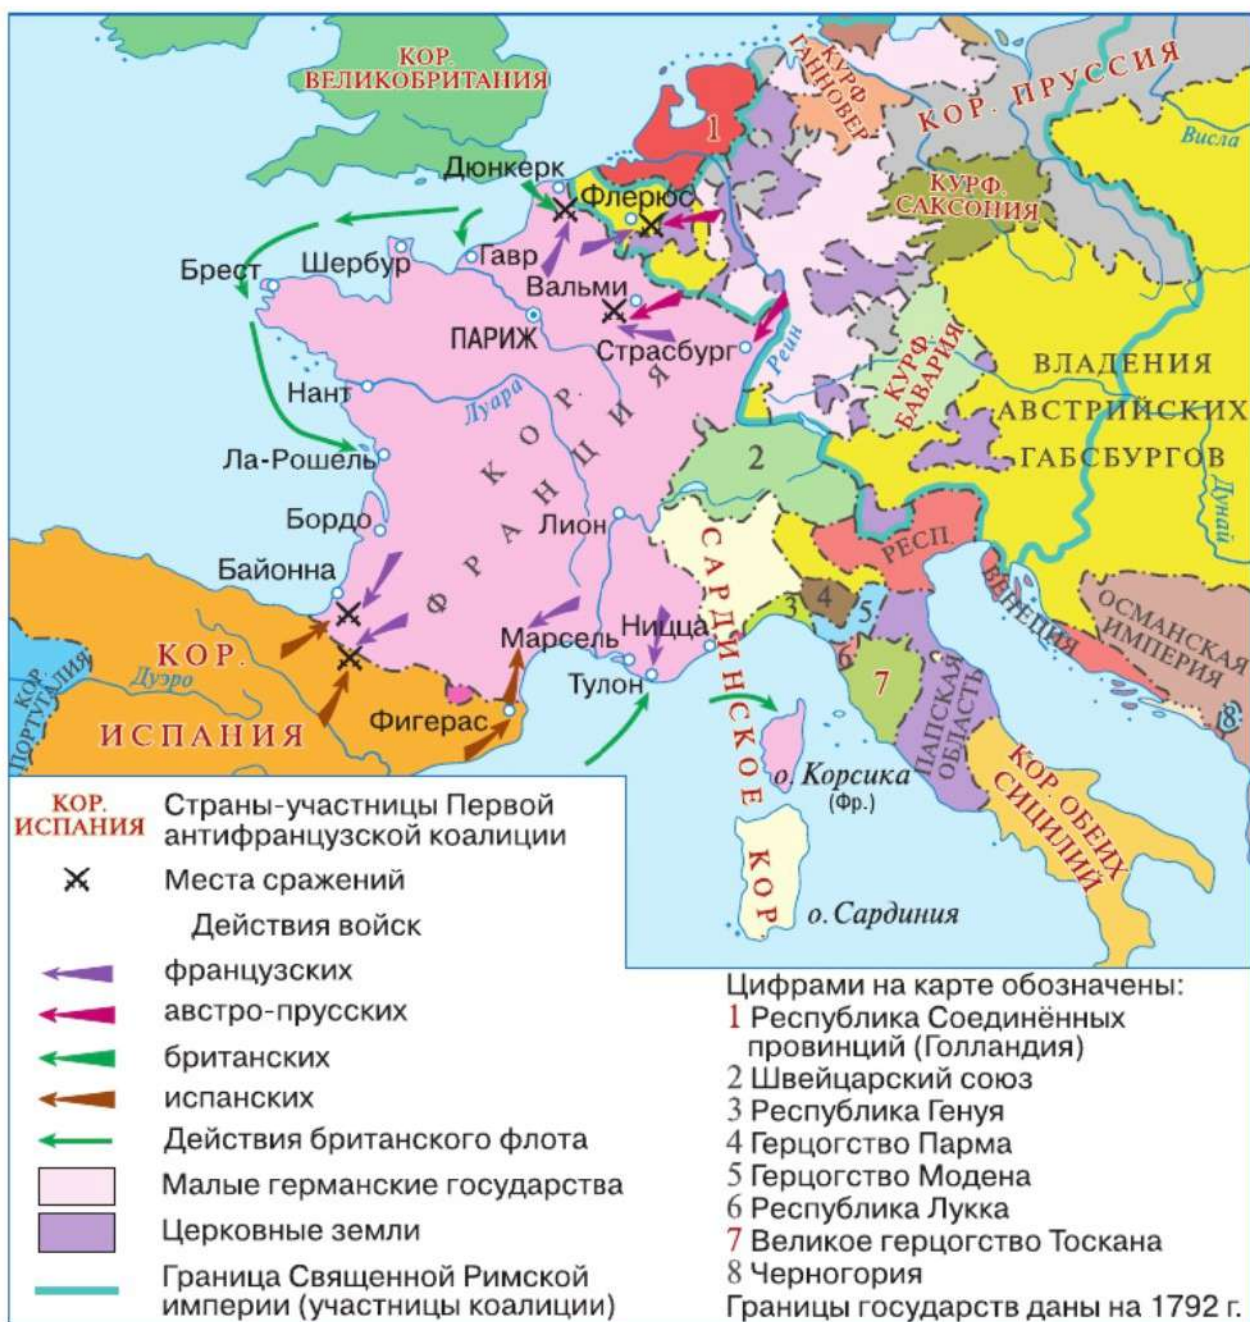 КОР.
ВЕЛИКОБРИТАНИЯ
КУРФ.
ГАННОВЕР
КОР. ПРУССИЯ
Висла
1
Дюнкерк
Флерюс
КУРФ.
САКСОНИЯ
Брест
Шербур
Гавр
Вальми
ПАРИЖ
Страсбург
Рейн
КУРФ.
БАВАРИЯ
ВЛАДЕНИЯ
АВСТРИЙСКИХ
ГАБСБУРГОВ
Дунай
Нант
Луара
КОР.
ФРАНЦИЯ
Ла-Рошель
2
Бордо
Лион
Байонна
САРДИНСКОЕ
КОР.
РЕСП.
ВЕНЕЦИЯ
ОСМАНСКАЯ
ИМПЕРИЯ
3
4
5
6
7
8
КОР.
ПОРТУГАЛИЯ
Дуэро
КОР.
ИСПАНИЯ
Марсель
Ницца
Тулон
Фигерас
ПАПСКАЯ
ОБЛАСТЬ
о. Корсика
(Фр.)
КОР. ОБЕИХ
СИЦИЛИЙ
о. Сардиния
КОР.
ИСПАНИЯ
Страны-участницы Первой
антифранцузской коалиции
Места сражений
Действия войск
французских
австро-прусских
британских
испанских
Действия британского флота
Малые германские государства
Церковные земли
Граница Священной Римской
империи (участницы коалиции)
Цифрами на карте обозначены:
1 Республика Соединённых
провинций (Голландия)
2 Швейцарский союз
3 Республика Генуя
4 Герцогство Парма
5 Герцогство Модена
6 Республика Лукка
7 Великое герцогство Тоскана
8 Черногория
Границы государств даны на 1792 г.